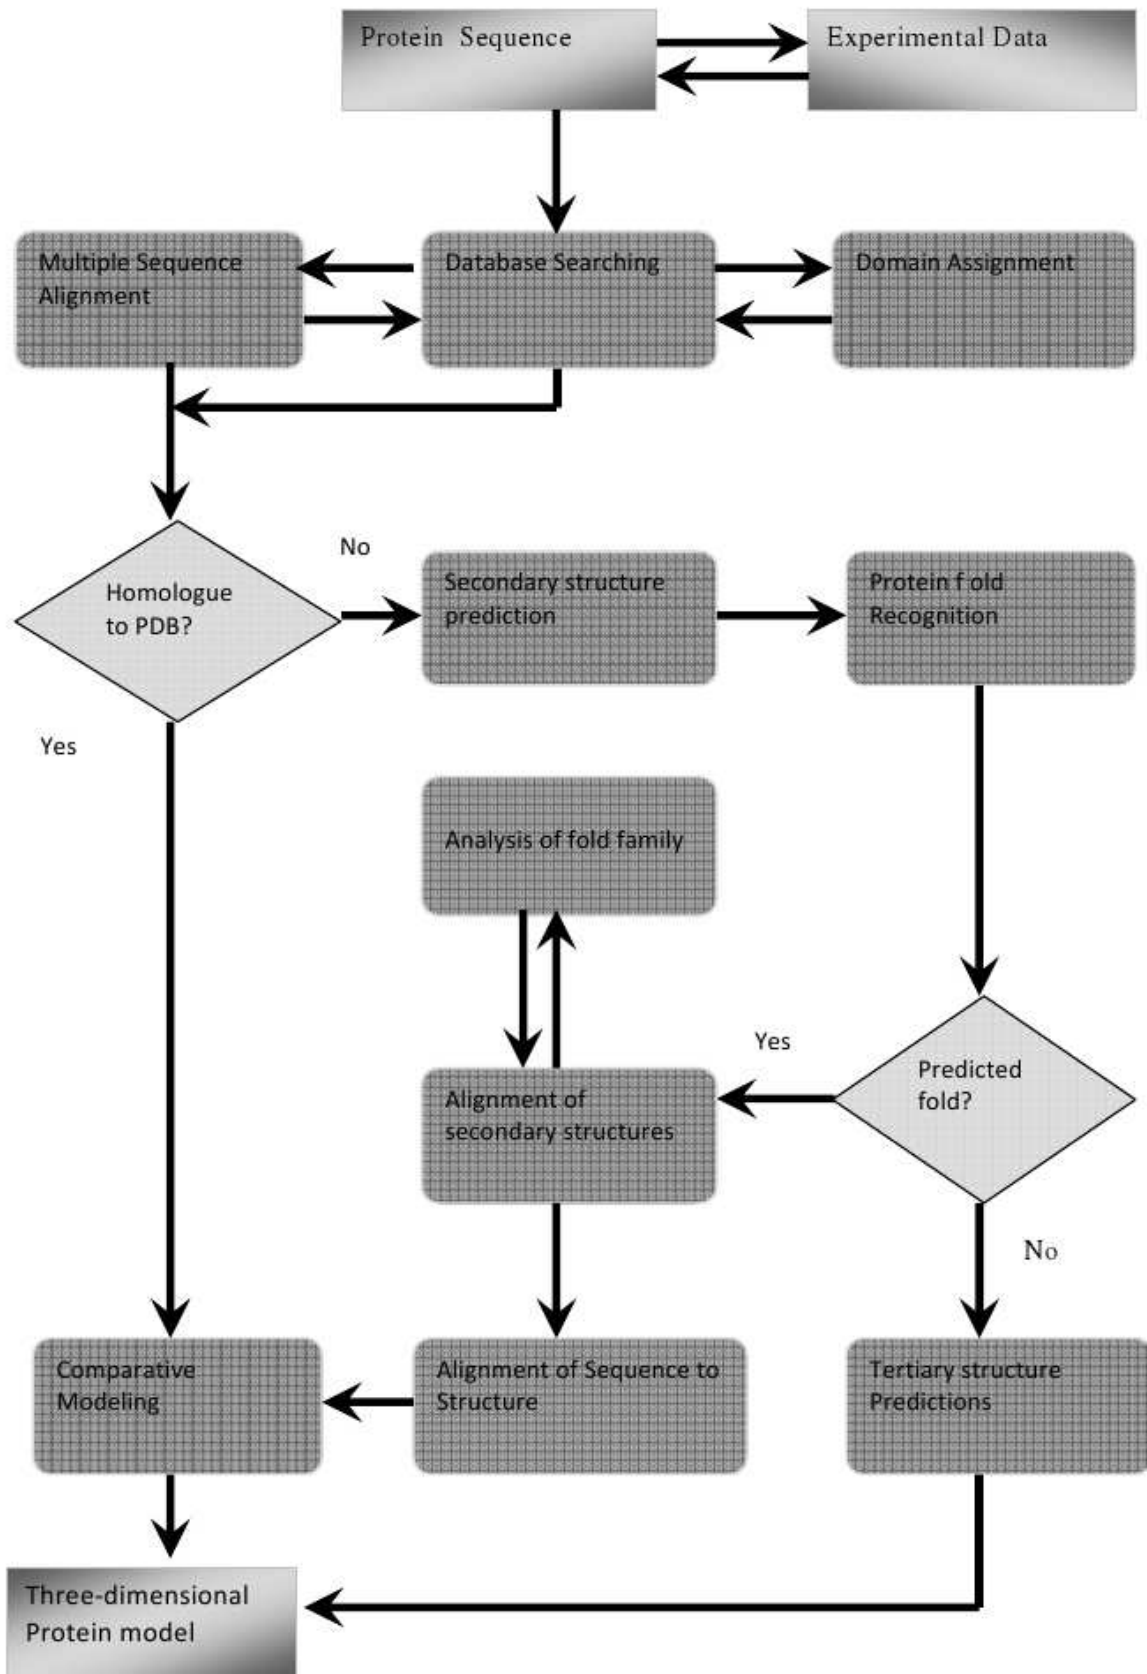 Protein Sequence
Experimental Data
Multiple Sequence
Alignment
Database Searching
Domain Assignment
No
Homologue
to PDB?
Secondary structure
prediction
Protein f old
Recognition
Yes
Analysis of fold family
Yes
Predicted
fold?
Alignment of
secondary structures
No
Comparative
Modeling
Alignment of Sequence to
Structure
Tertiary structure
Predictions
Three-dimensional
Protein model